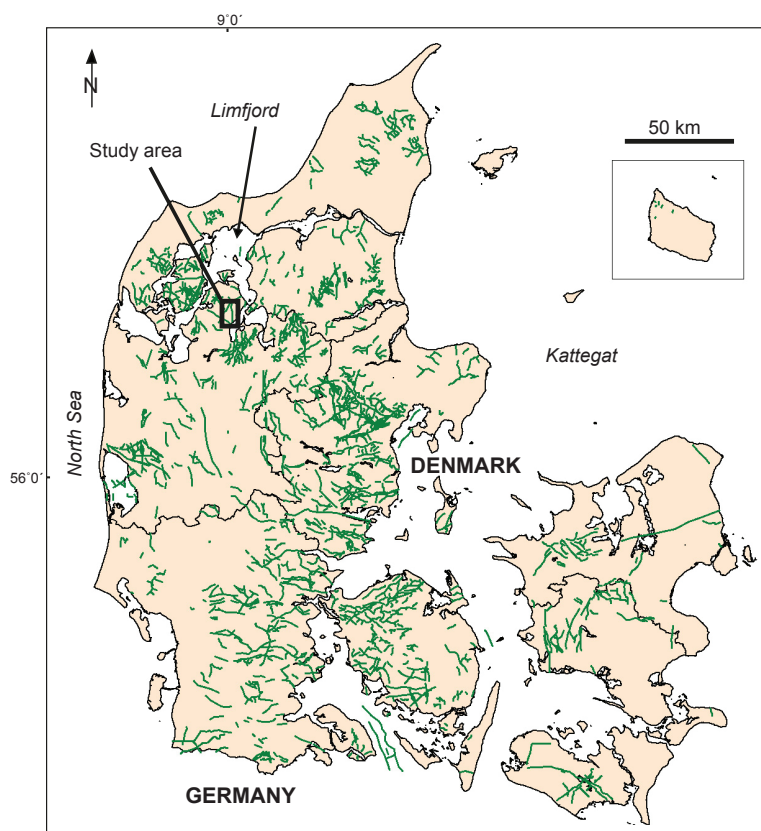 9°0´
N
Limfjord
Study area
50 km
Kattegat
North Sea
DENMARK
56°0´
GERMANY